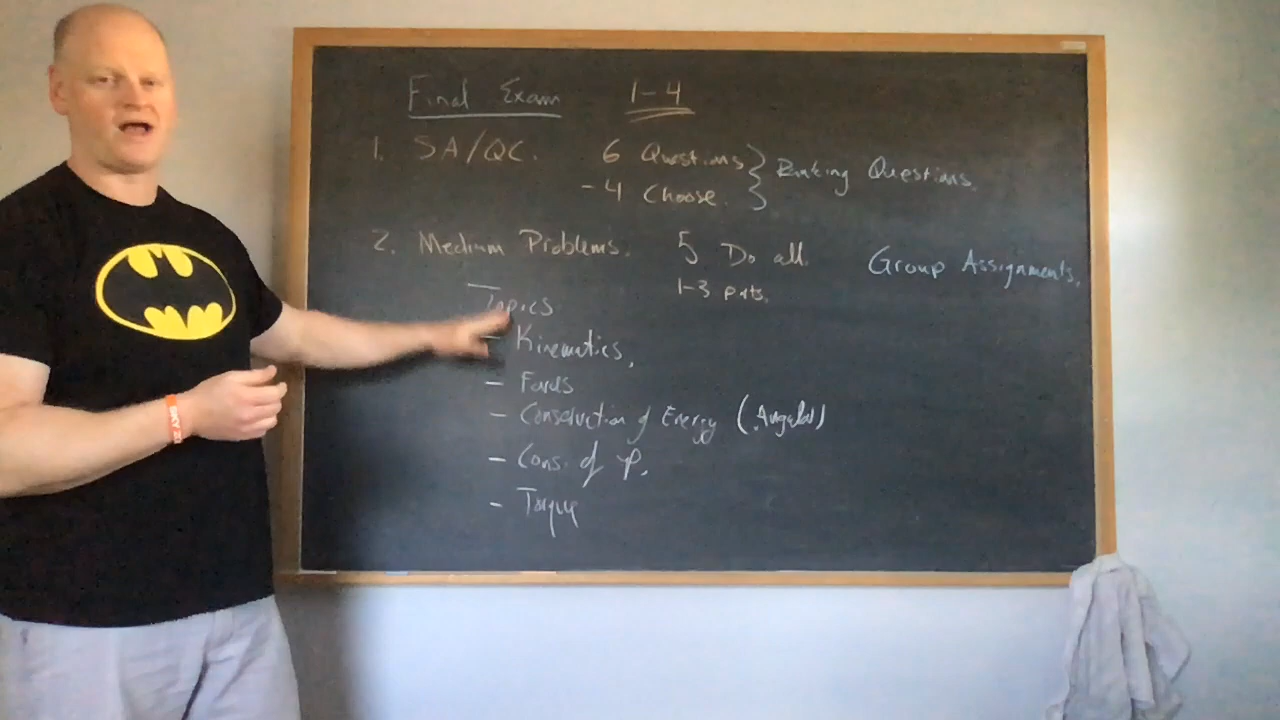 Final Exam 1-4
1. SA/QC. 6 Questions
- 4 Choose.
Ranking Questions.
2. Medium Problems. 5 Do all.
1-3 parts.
Group Assignments.
Topics
- Kinematics,
- Forces
- Conservation of Energy (Angular)
- Cons. of P.
- Torque